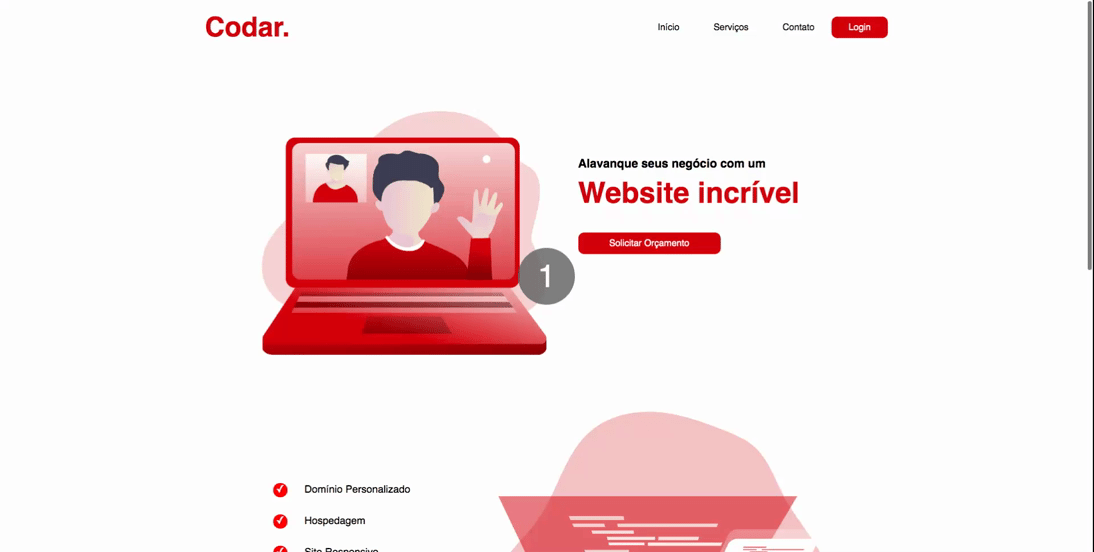 Codar.
Início Serviços Contato Login
Alavanque seus negócio com um
Website incrível
Solicitar Orçamento
1
Domínio Personalizado
Hospedagem
Site Responsivo